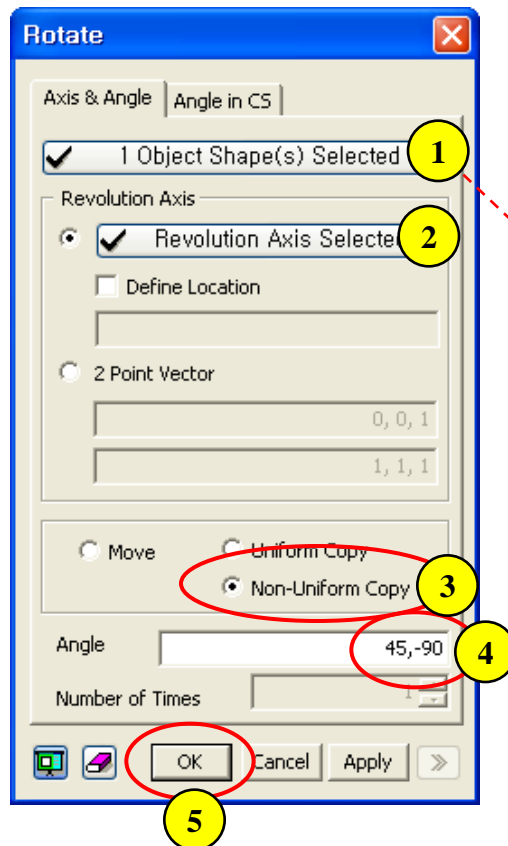 Rotate
Axis & Angle Angle in CS
1 Object Shape(s) Selected 1
Revolution Axis
Revolution Axis Selecte 2
Define Location
2 Point Vector
0, 0, 1
1, 1, 1
Move Uniform Copy
Non-Uniform Copy 3
Angle 45,-90 4
Number of Times 1
OK Cancel Apply >>
5